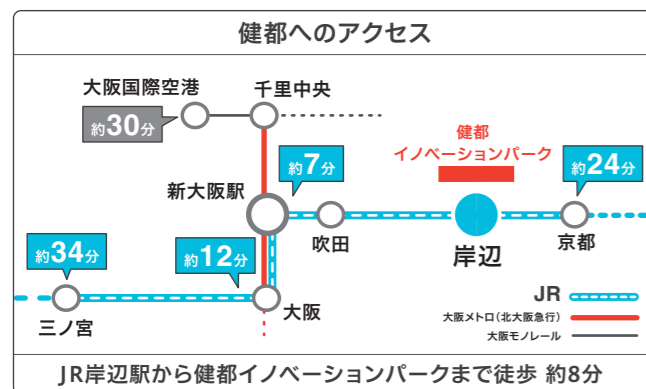 健都へのアクセス
大阪国際空港
千里中央
約30分
健都
イノベーションパーク
約7分
約24分
新大阪駅
吹田
岸辺
京都
約34分
約12分
三ノ宮
大阪
JR
大阪メトロ(北大阪急行)
大阪モノレール
JR岸辺駅から健都イノベーションパークまで徒歩 約8分